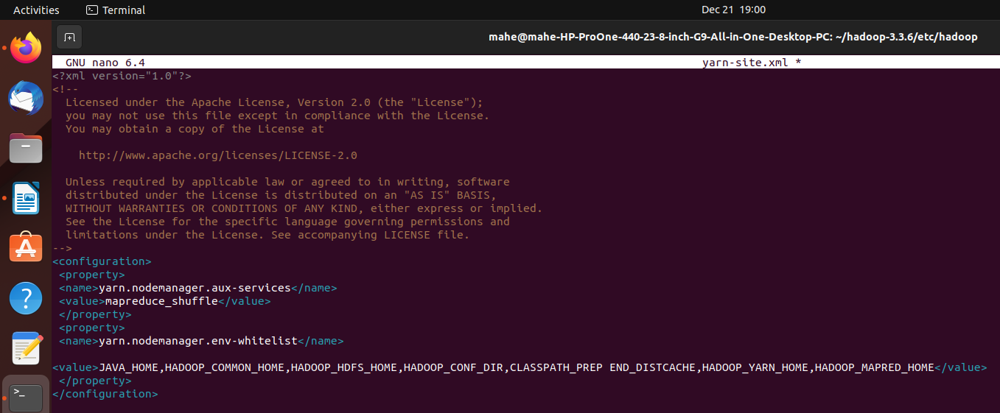 Activities
Terminal
Dec 21 19:00
mahe@mahe-HP-ProOne-440-23-8-inch-G9-All-in-One-Desktop-PC: ~/hadoop-3.3.6/etc/hadoop
GNU nano 6.4
yarn-site.xml *
<?xml version="1.0"?>
<!--
Licensed under the Apache License, Version 2.0 (the "License");
you may not use this file except in compliance with the License.
You may obtain a copy of the License at
http://www.apache.org/licenses/LICENSE-2.0
Unless required by applicable law or agreed to in writing, software
distributed under the License is distributed on an "AS IS" BASIS,
WITHOUT WARRANTIES OR CONDITIONS OF ANY KIND, either express or implied.
See the License for the specific language governing permissions and
limitations under the License. See accompanying LICENSE file.
-->
<configuration>
<property>
<name>yarn.nodemanager.aux-services</name>
<value>mapreduce_shuffle</value>
</property>
<property>
<name>yarn.nodemanager.env-whitelist</name>
<value>JAVA_HOME,HADOOP_COMMON_HOME,HADOOP_HDFS_HOME,HADOOP_CONF_DIR,CLASSPATH_PREP END_DISTCACHE,HADOOP_YARN_HOME,HADOOP_MAPRED_HOME</value>
</property>
</configuration>